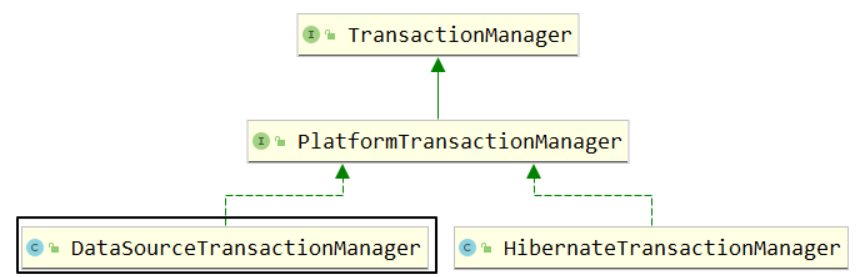 I TransactionManager
I PlatformTransactionManager
C DataSourceTransactionManager
C HibernateTransactionManager